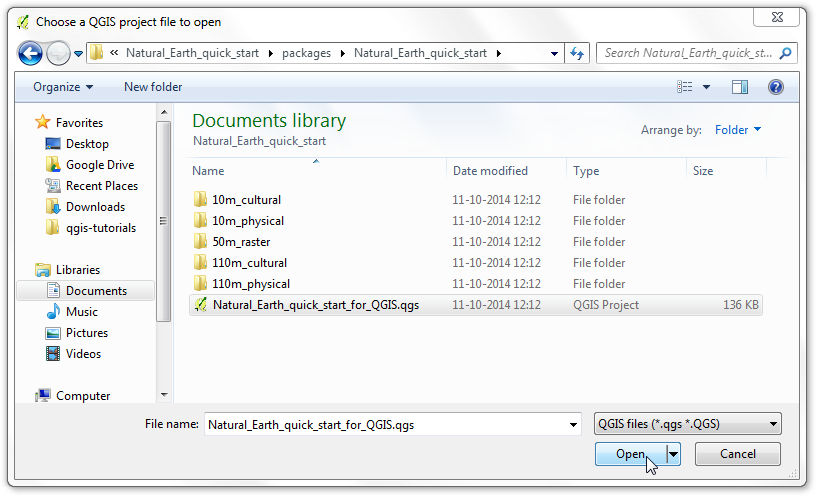 Choose a QGIS project file to open
« Natural_Earth_quick_start packages Natural_Earth_quick_start
Search Natural_Earth_quick_st...
Organize New folder
Favorites
Desktop
Google Drive
Recent Places
Downloads
qgis-tutorials
Libraries
Documents
Music
Pictures
Videos
Computer
Documents library
Natural_Earth_quick_start
Arrange by: Folder
Name Date modified Type Size
10m_cultural 11-10-2014 12:12 File folder
10m_physical 11-10-2014 12:12 File folder
50m_raster 11-10-2014 12:12 File folder
110m_cultural 11-10-2014 12:12 File folder
110m_physical 11-10-2014 12:12 File folder
Natural_Earth_quick_start_for_QGIS.qgs 11-10-2014 12:12 QGIS Project 136 KB
File name: Natural_Earth_quick_start_for_QGIS.qgs QGIS files (*.qgs *.QGS)
Open Cancel